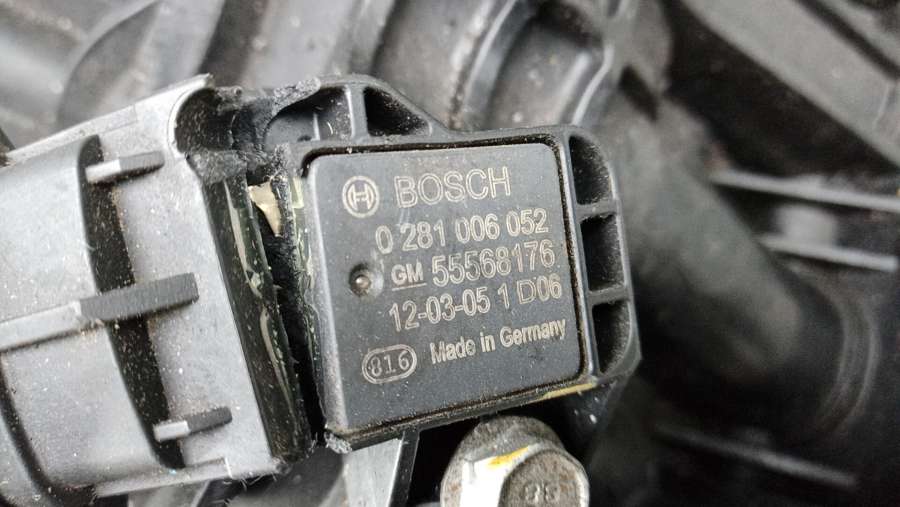 BOSCH
0 281 006 052
GM 55568176
12-03-05 1 D06
816 Made in Germany